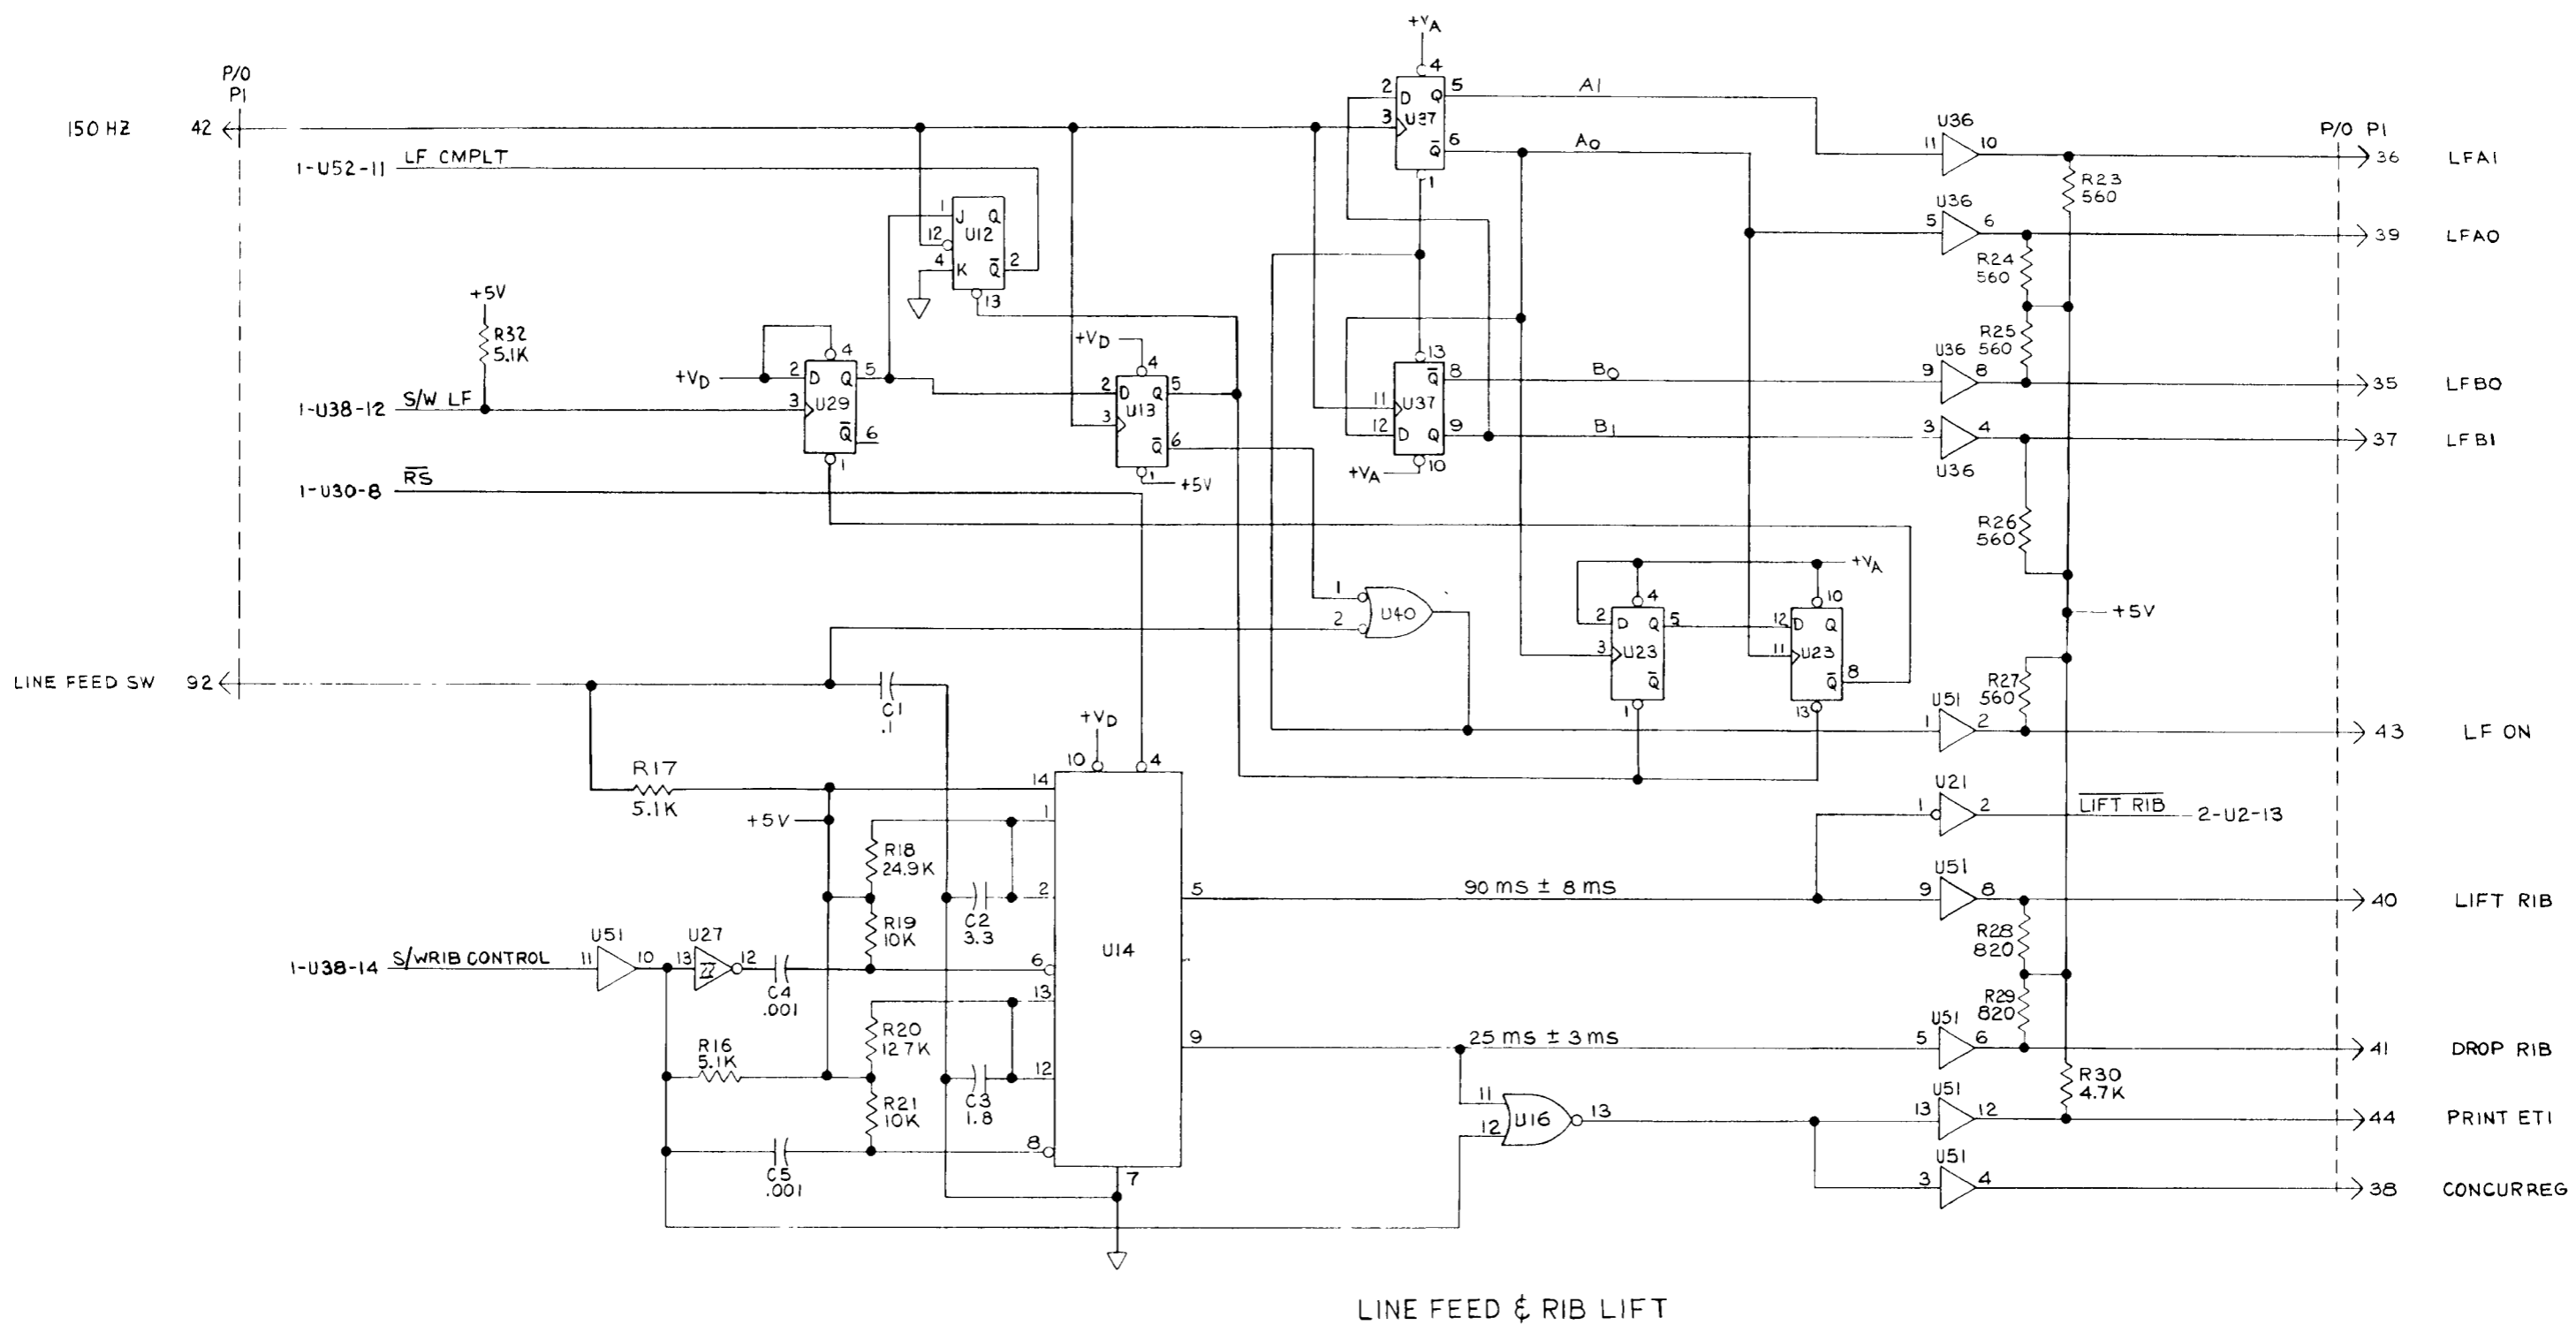 +VA
P/O
P1
150 HZ 42
1-U52-11 LF CMPLT
4
2 D Q 5 A1
3 U37
Q̅ 6 A0
1
U36
11 10
P/O P1
36 LFA1
R23
560
1 J Q
12 U12
4 K Q̅ 2
13
U36
5 6
39 LFA0
R24
560
+5V
R32
5.1K
+VD
4
+VD 2 D Q 5
1-U38-12 S/W LF 3 U29
Q̅ 6
1
4
2 D Q 5
3 U13
Q̅ 6
1 +5V
13
Q̅ 8 B0
11 U37
12 D Q 9 B1
+VA 10
R25
560
U36
9 8
35 LFB0
3 4
U36
37 LFB1
1-U30-8 R̅S̅
R26
560
+VA
1
2 U40
4
2 D Q 5
3 U23
Q̅
1
10
12 D Q
11 U23
Q̅ 8
13
+5V
LINE FEED SW 92
C1
.1
R27
560
U51
1 2
43 LF ON
+VD
10 4
R17
5.1K
14
+5V
1
R18
24.9K
2
C2
3.3
R19
10K
U21
1 2 L̅I̅F̅T̅ R̅I̅B̅ 2-U2-13
5 90 ms ± 8 ms
U51
9 8
40 LIFT RIB
R28
820
1-U38-14 S/WRIB CONTROL
U51
11 10
U27
13 12
C4
.001
6
U14
13
R20
127K
R16
5.1K
12
C3
1.8
R21
10K
8
C5
.001
7
R29
820
9 25 ms ± 3 ms
U51
5 6
41 DROP RIB
R30
4.7K
11
12 U16 13
U51
13 12
44 PRINT ETI
U51
3 4
38 CONCURREG
LINE FEED & RIB LIFT